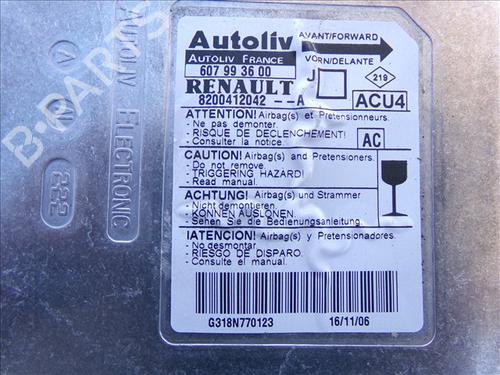 Autoliv
AUTOLIV FRANCE
607 99 36 00
RENAULT
8200412042 --A
AVANT/FORWARD
VORN/DELANTE
J
219
ACU4
ATTENTION! Airbag(s) et Pretensionneurs.
- Ne pas demonter.
- RISQUE DE DECLENCHEMENT!
- Consulter la notice.
AC
CAUTION! Airbag(s) and Pretensioners.
- Do not remove.
- TRIGGERING HAZARD!
- Read manual.
ACHTUNG! Airbag(s) und Strammer
- Nicht demontieren.
- KÖNNEN AUSLÖSEN.
- Sehen Sie die Bedienungsanleitung.
!ATENCION! Airbag(s) y Pretensionadores.
- No desmontar
- RIESGO DE DISPARO.
- Consulte el manual.
G318N770123
16/11/06
AUTOLIV ELECTRONIC
232
B-PARTS